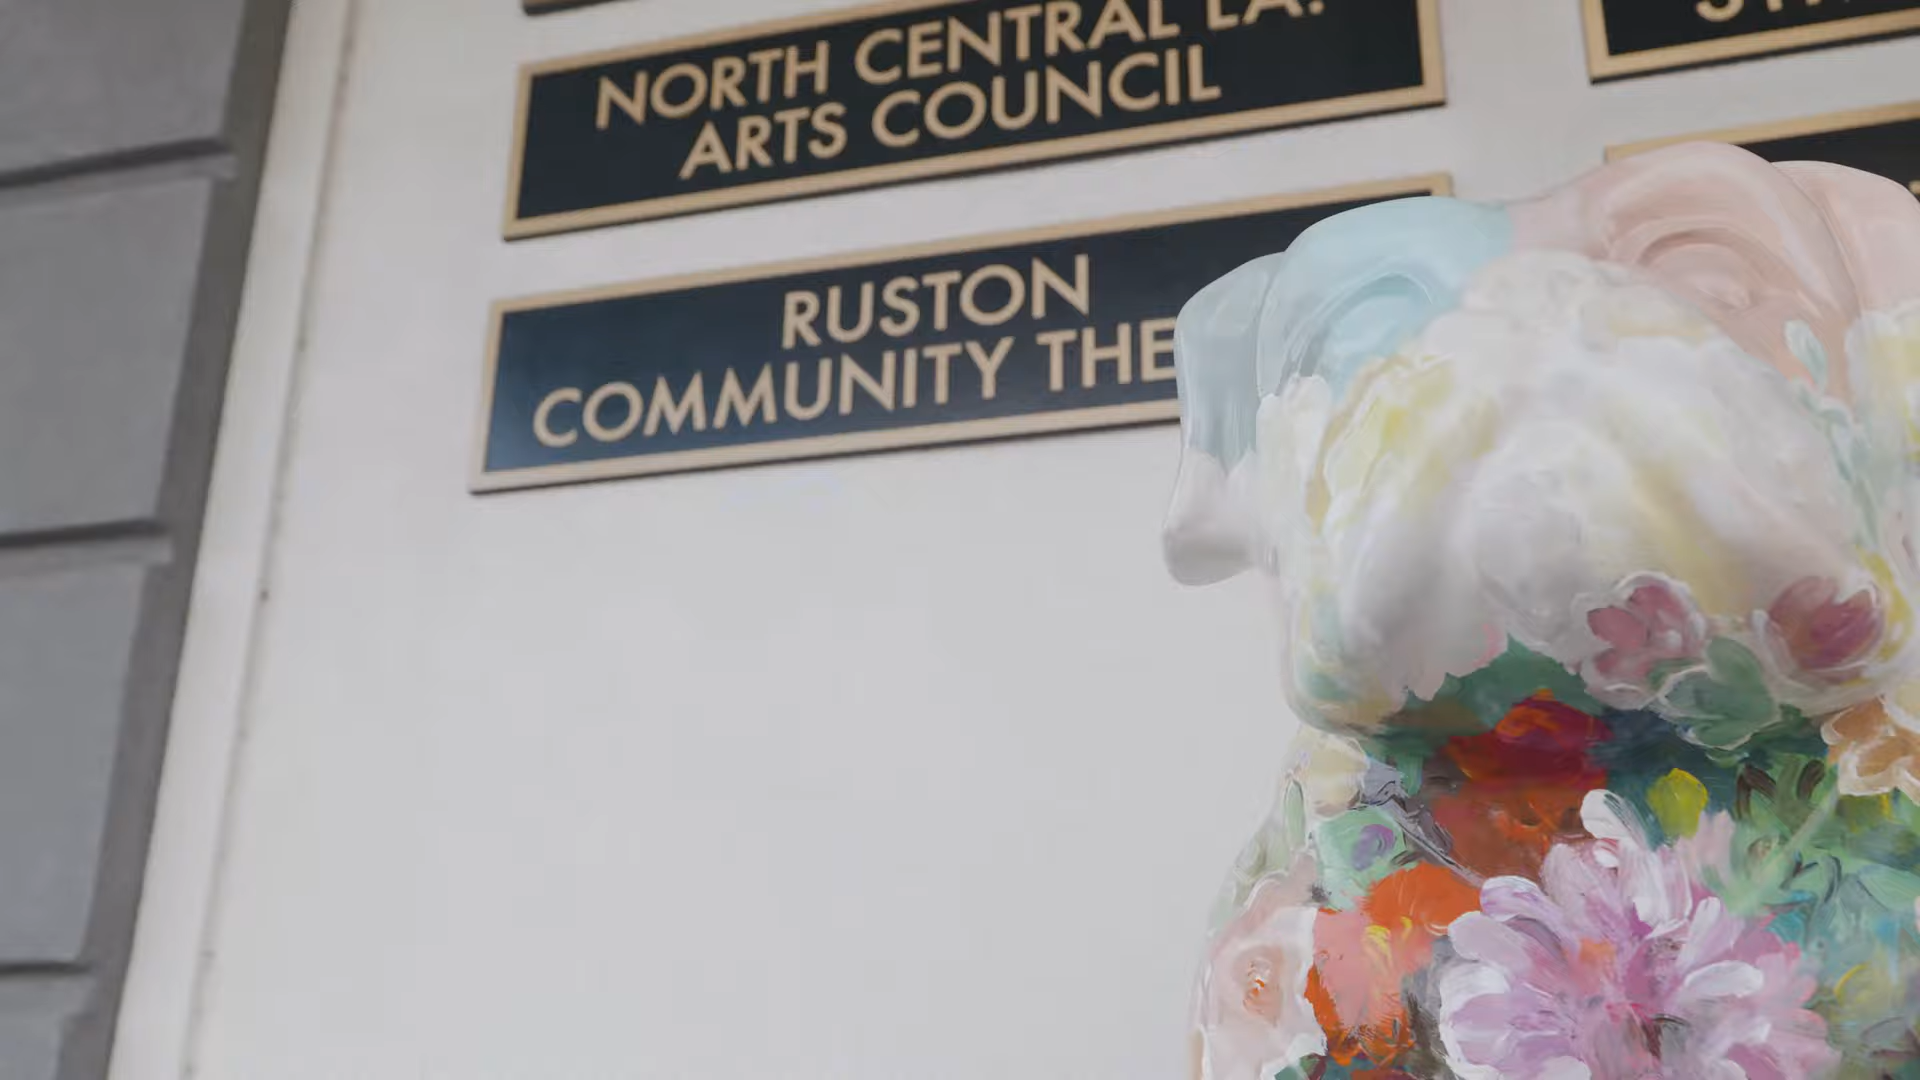 NORTH CENTRAL LA.
ARTS COUNCIL
RUSTON
COMMUNITY THE